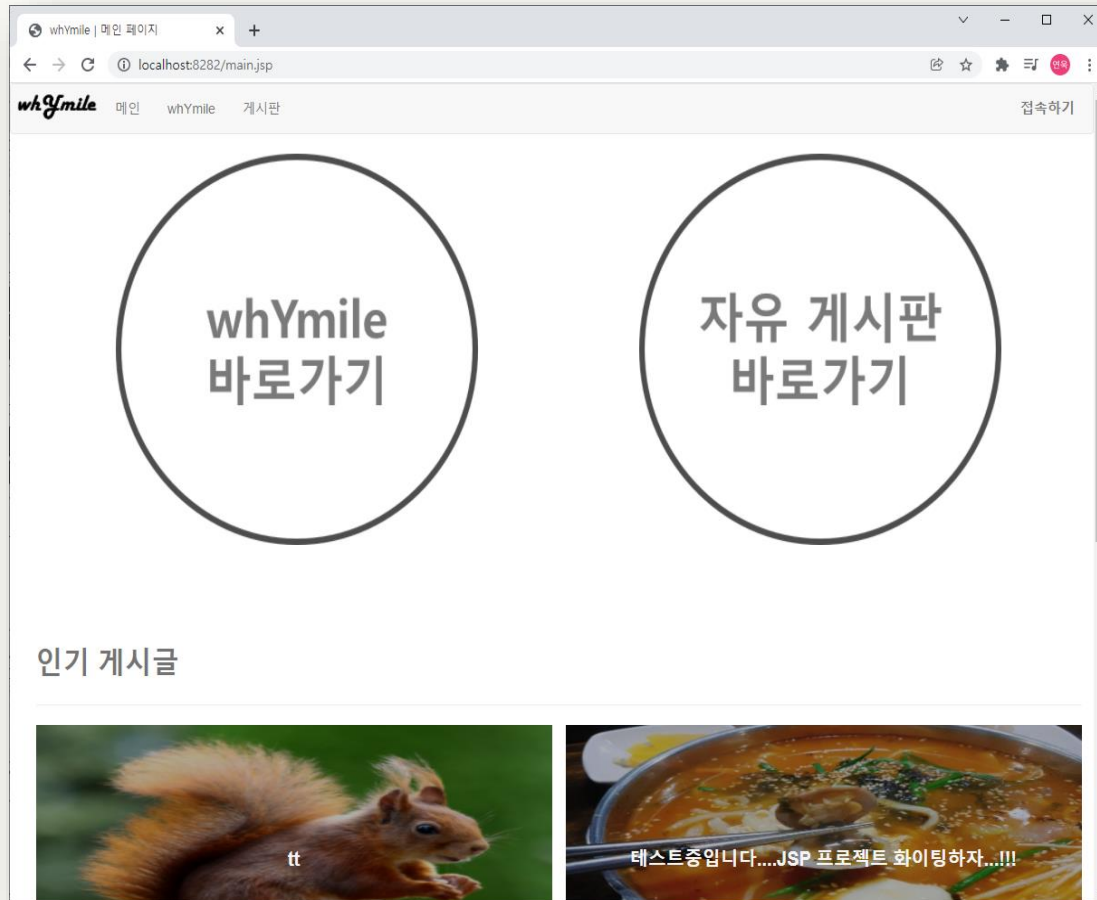 whYmile | 메인 페이지
localhost:8282/main.jsp
연욱
whYmile 메인 whYmile 게시판 접속하기
whYmile
바로가기
자유 게시판
바로가기
인기 게시글
tt
테스트중입니다....JSP 프로젝트 화이팅하자...!!!